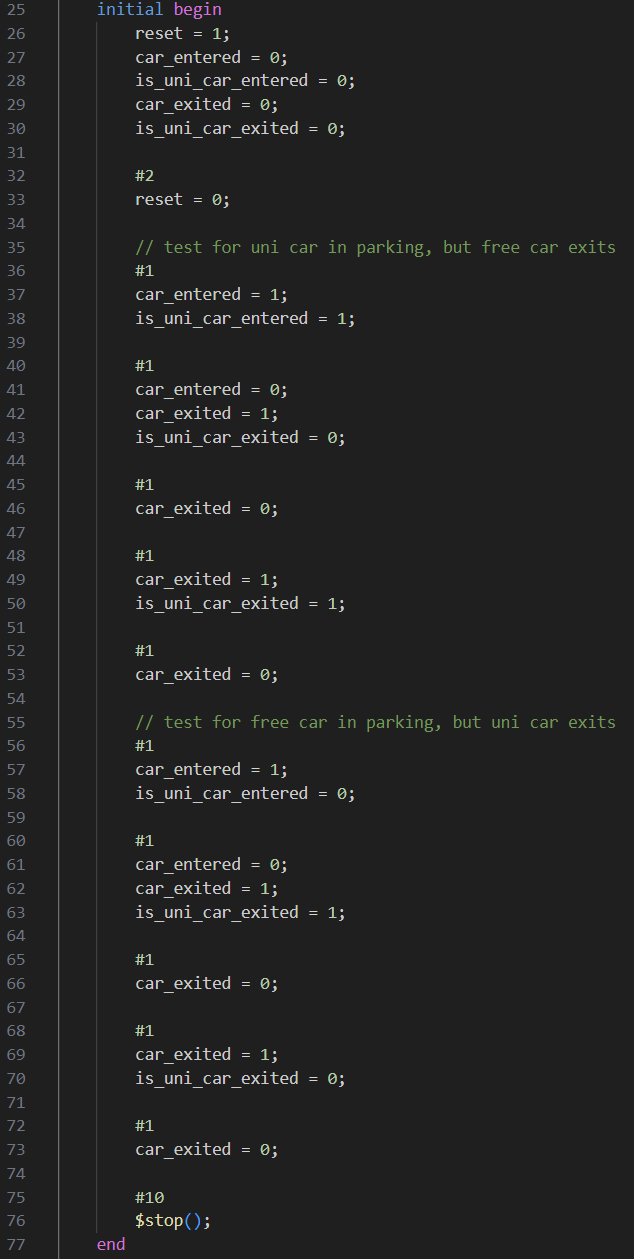 25 initial begin
26 reset = 1;
27 car_entered = 0;
28 is_uni_car_entered = 0;
29 car_exited = 0;
30 is_uni_car_exited = 0;
31
32 #2
33 reset = 0;
34
35 // test for uni car in parking, but free car exits
36 #1
37 car_entered = 1;
38 is_uni_car_entered = 1;
39
40 #1
41 car_entered = 0;
42 car_exited = 1;
43 is_uni_car_exited = 0;
44
45 #1
46 car_exited = 0;
47
48 #1
49 car_exited = 1;
50 is_uni_car_exited = 1;
51
52 #1
53 car_exited = 0;
54
55 // test for free car in parking, but uni car exits
56 #1
57 car_entered = 1;
58 is_uni_car_entered = 0;
59
60 #1
61 car_entered = 0;
62 car_exited = 1;
63 is_uni_car_exited = 1;
64
65 #1
66 car_exited = 0;
67
68 #1
69 car_exited = 1;
70 is_uni_car_exited = 0;
71
72 #1
73 car_exited = 0;
74
75 #10
76 $stop();
77 end